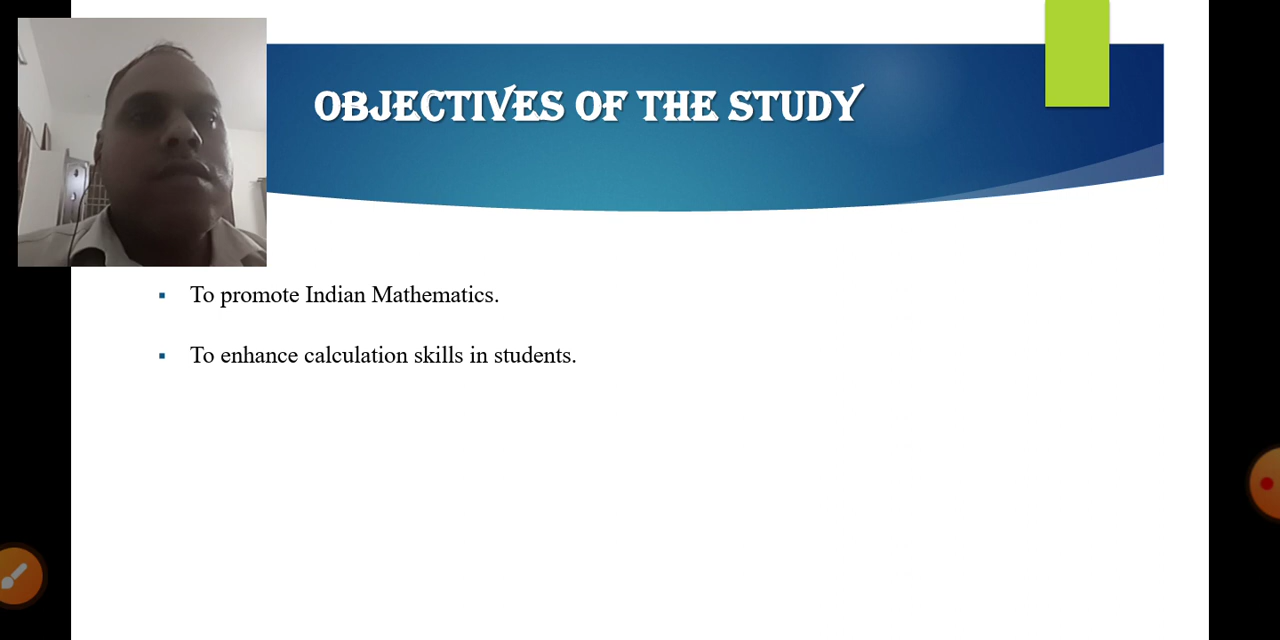 OBJECTIVES OF THE STUDY
To promote Indian Mathematics.
To enhance calculation skills in students.